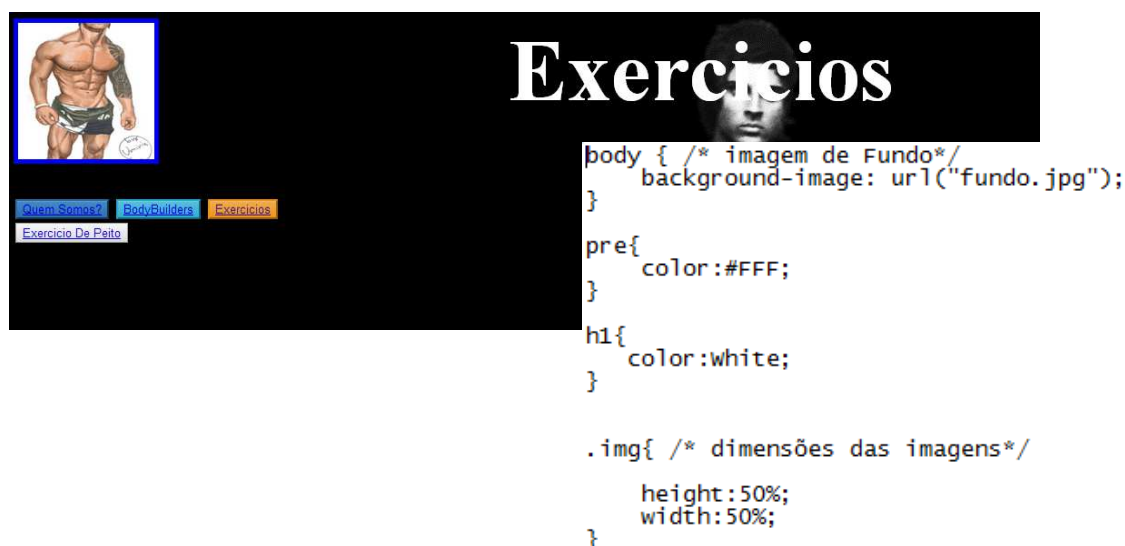 Exercicios
Quem Somos? BodyBuilders Exercicios
Exercicio De Peito
body { /* imagem de Fundo*/
background-image: url("fundo.jpg");
}
pre{
color:#FFF;
}
h1{
color:White;
}
.img{ /* dimensões das imagens*/
height:50%;
width:50%;
}